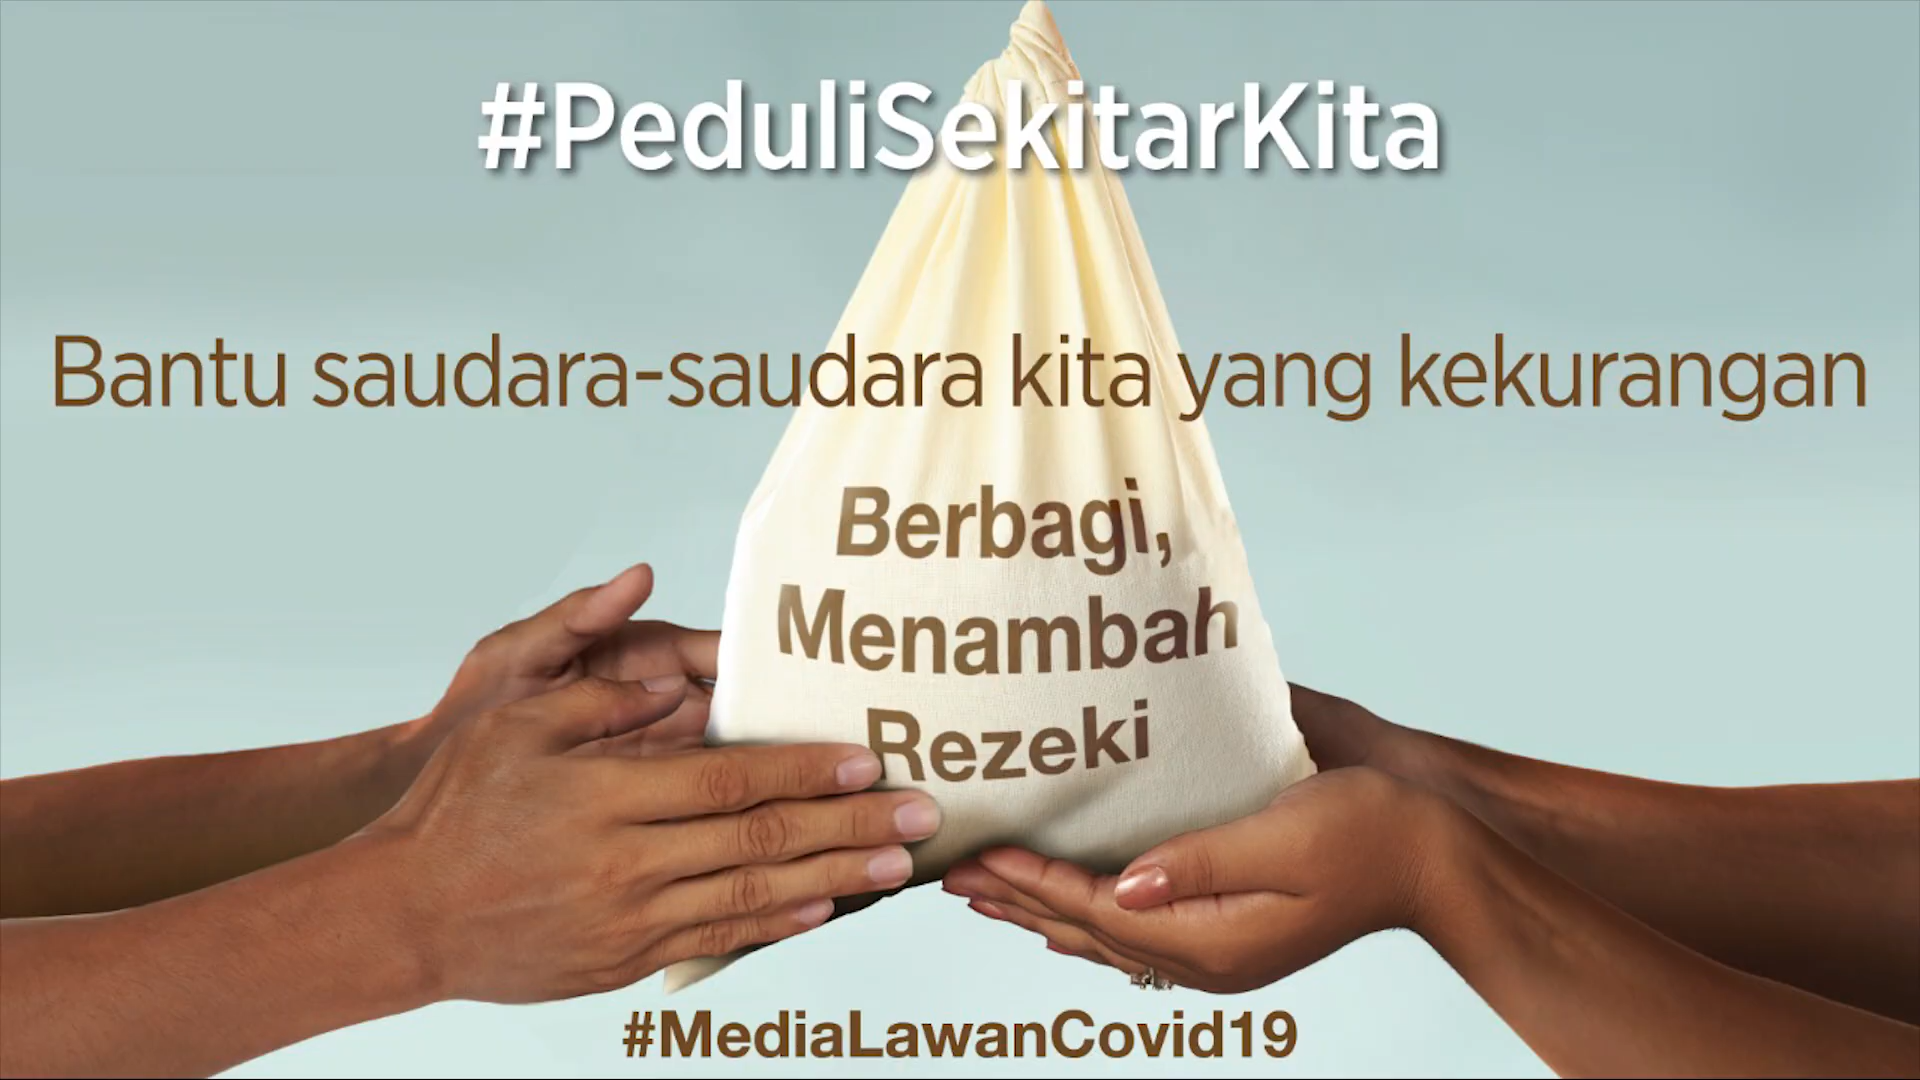 #PeduliSekitarKita
Bantu saudara-saudara kita yang kekurangan
Berbagi,
Menambah
Rezeki
#MediaLawanCovid19